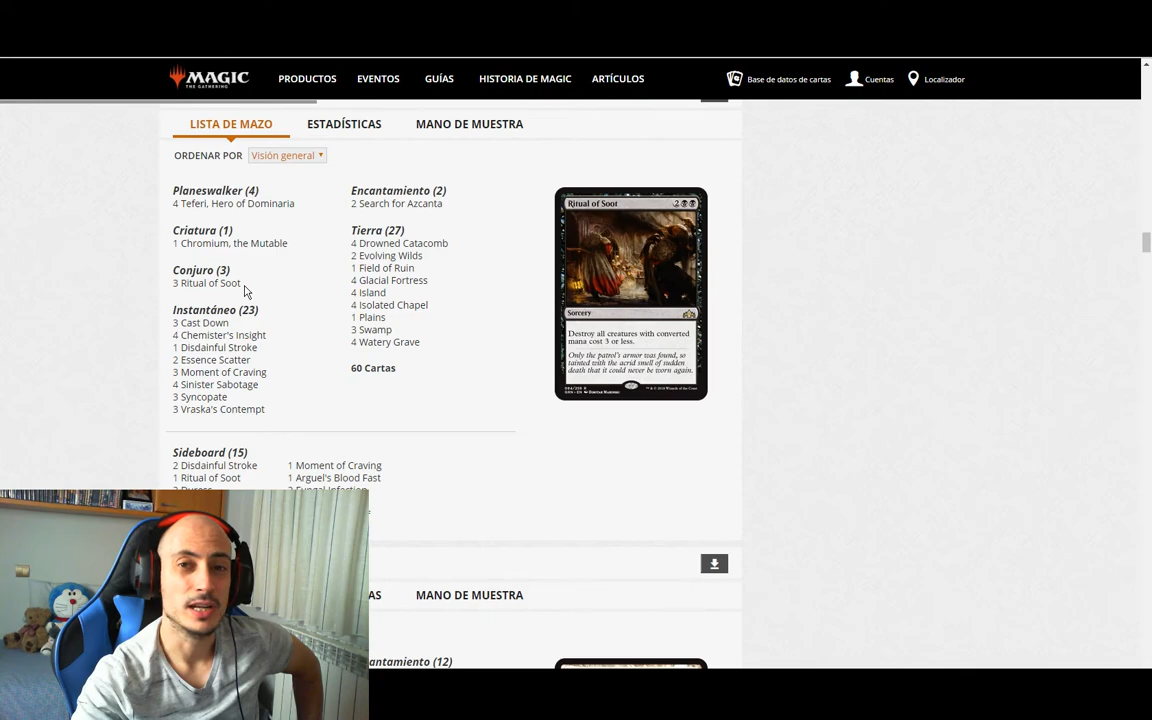 MAGIC
THE GATHERING
PRODUCTOS
EVENTOS
GUÍAS
HISTORIA DE MAGIC
ARTÍCULOS
Base de datos de cartas
Cuentas
Localizador
LISTA DE MAZO
ESTADÍSTICAS
MANO DE MUESTRA
ORDENAR POR
Visión general
Planeswalker (4)
4 Teferi, Hero of Dominaria
Criatura (1)
1 Chromium, the Mutable
Conjuro (3)
3 Ritual of Soot
Instantáneo (23)
3 Cast Down
4 Chemister's Insight
1 Disdainful Stroke
2 Essence Scatter
3 Moment of Craving
4 Sinister Sabotage
3 Syncopate
3 Vraska's Contempt
Encantamiento (2)
2 Search for Azcanta
Tierra (27)
4 Drowned Catacomb
2 Evolving Wilds
1 Field of Ruin
4 Glacial Fortress
4 Island
4 Isolated Chapel
1 Plains
3 Swamp
4 Watery Grave
60 Cartas
Ritual of Soot
2
Sorcery
Destroy all creatures with converted
mana cost 3 or less.
Only the patrol's armor was found, so
tainted with the acrid smell of sudden
death that it could never be worn again.
Sideboard (15)
2 Disdainful Stroke
1 Ritual of Soot
1 Moment of Craving
1 Arguel's Blood Fast
MANO DE MUESTRA
antamiento (12)